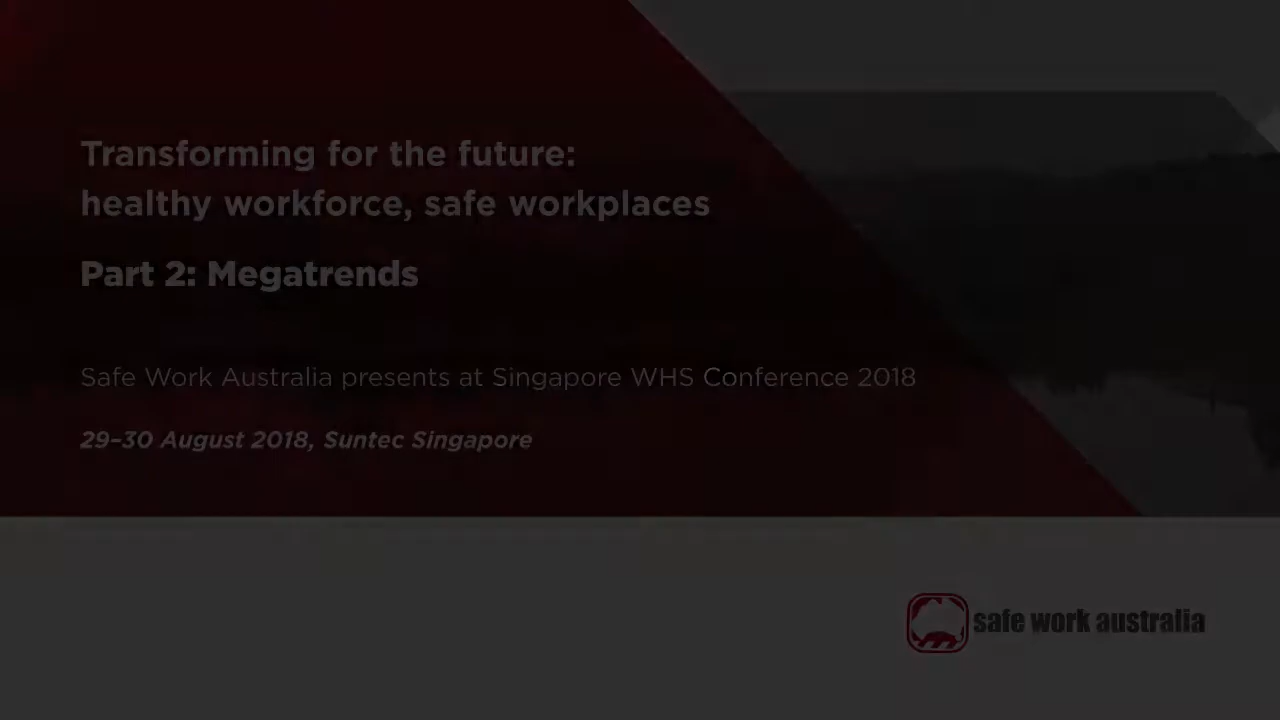 Transforming for the future:
healthy workforce, safe workplaces
Part 2: Megatrends
Safe Work Australia presents at Singapore WHS Conference 2018
29–30 August 2018, Suntec Singapore
safe work australia